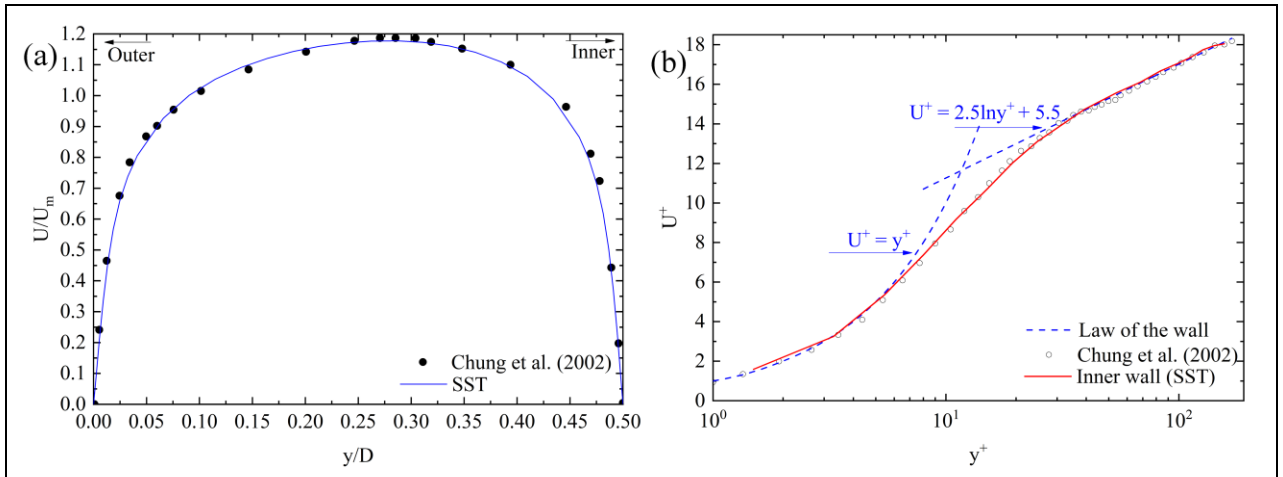 (a)
Outer
Inner
U/U_m
1.2
1.1
1.0
0.9
0.8
0.7
0.6
0.5
0.4
0.3
0.2
0.1
0.0
Chung et al. (2002)
SST
0.00 0.05 0.10 0.15 0.20 0.25 0.30 0.35 0.40 0.45 0.50
y/D
(b)
U⁺ = 2.5lny⁺ + 5.5
U⁺ = y⁺
U⁺
18
16
14
12
10
8
6
4
2
0
Law of the wall
Chung et al. (2002)
Inner wall (SST)
10⁰ 10¹ 10²
y⁺